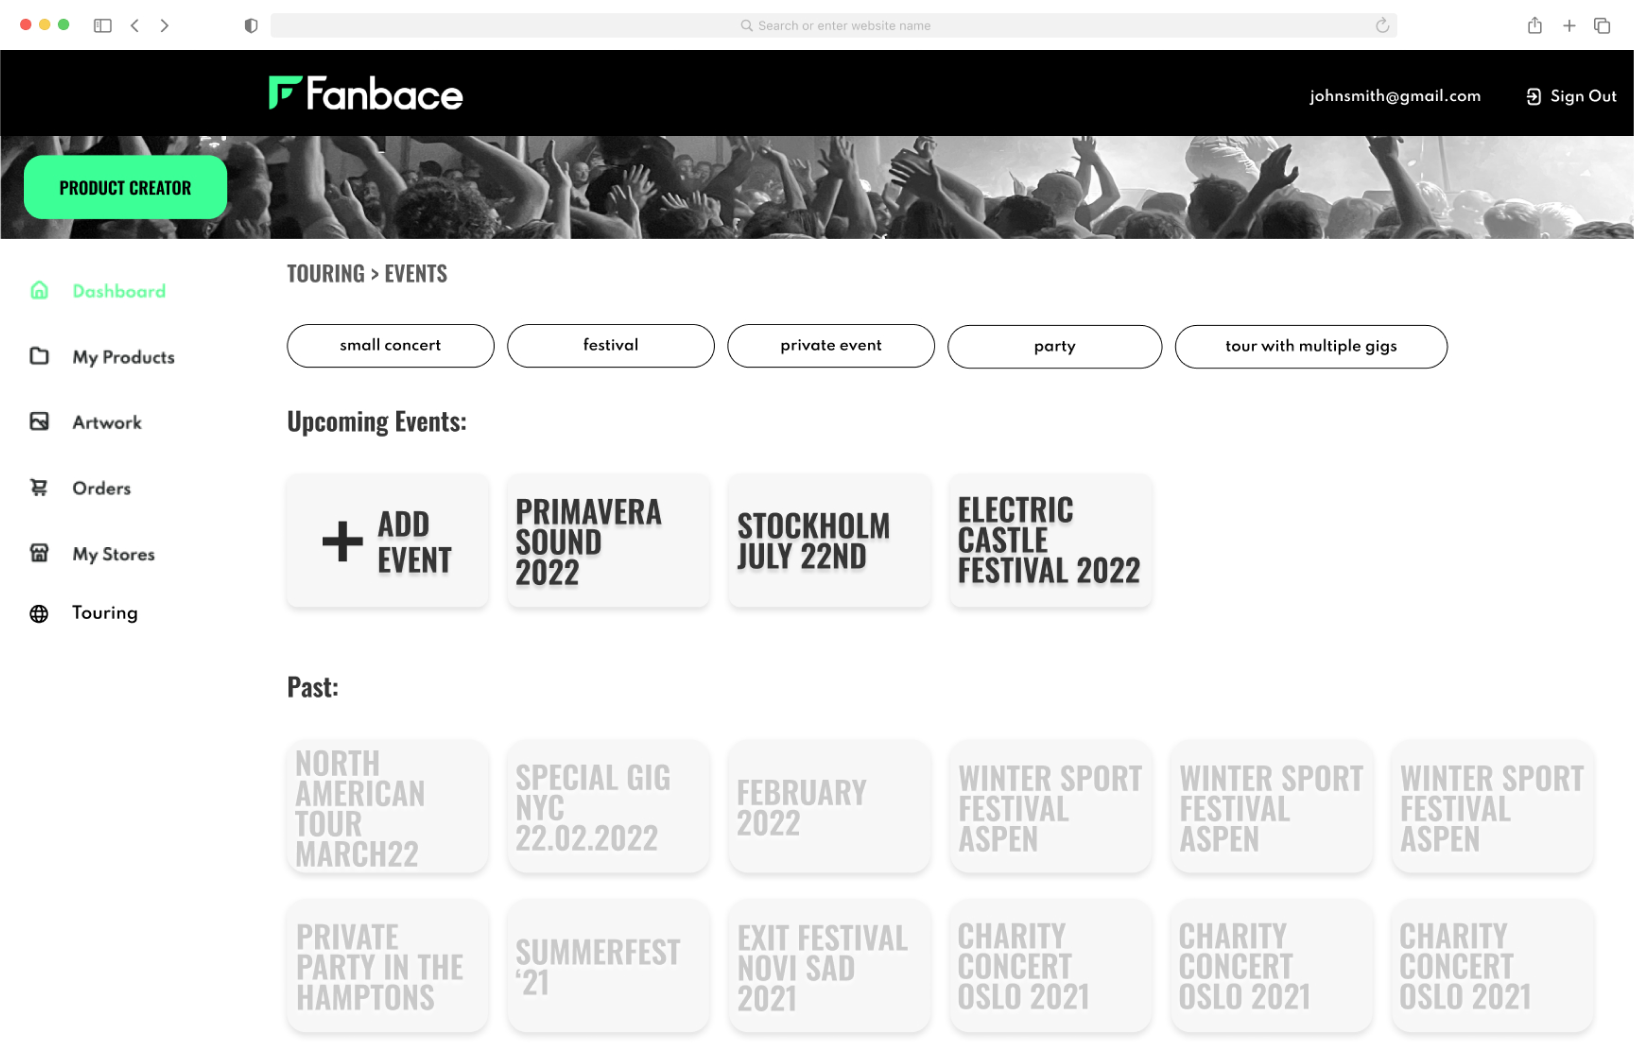 Search or enter website name
Fanbace
johnsmith@gmail.com
Sign Out
PRODUCT CREATOR
Dashboard
My Products
Artwork
Orders
My Stores
Touring
TOURING > EVENTS
small concert
festival
private event
party
tour with multiple gigs
Upcoming Events:
ADD
EVENT
PRIMAVERA
SOUND
2022
STOCKHOLM
JULY 22ND
ELECTRIC
CASTLE
FESTIVAL 2022
Past:
NORTH
AMERICAN
TOUR
MARCH22
SPECIAL GIG
NYC
22.02.2022
FEBRUARY
2022
WINTER SPORT
FESTIVAL
ASPEN
WINTER SPORT
FESTIVAL
ASPEN
WINTER SPORT
FESTIVAL
ASPEN
PRIVATE
PARTY IN THE
HAMPTONS
SUMMERFEST
‘21
EXIT FESTIVAL
NOVI SAD
2021
CHARITY
CONCERT
OSLO 2021
CHARITY
CONCERT
OSLO 2021
CHARITY
CONCERT
OSLO 2021